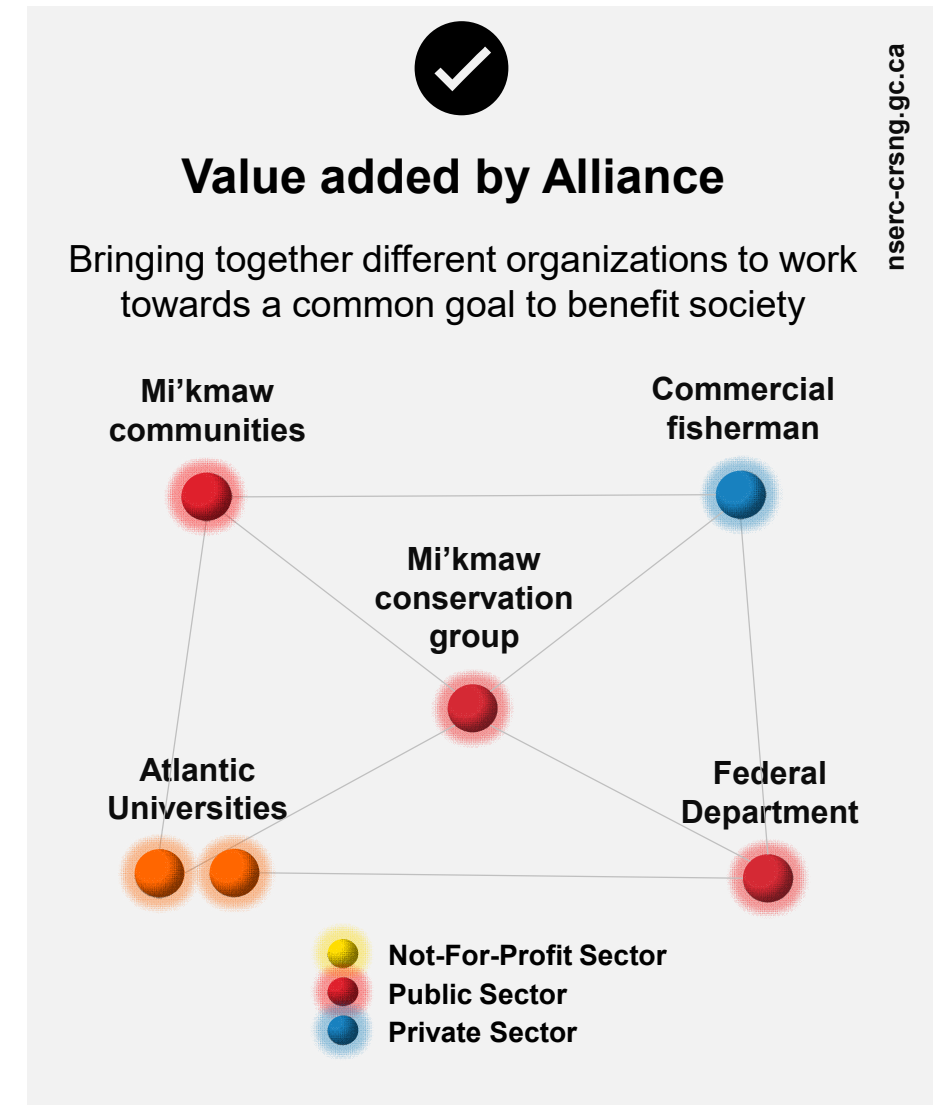 nserc-crsng.gc.ca
Value added by Alliance
Bringing together different organizations to work
towards a common goal to benefit society
Mi’kmaw
communities
Commercial
fisherman
Mi’kmaw
conservation
group
Atlantic
Universities
Federal
Department
Not-For-Profit Sector
Public Sector
Private Sector